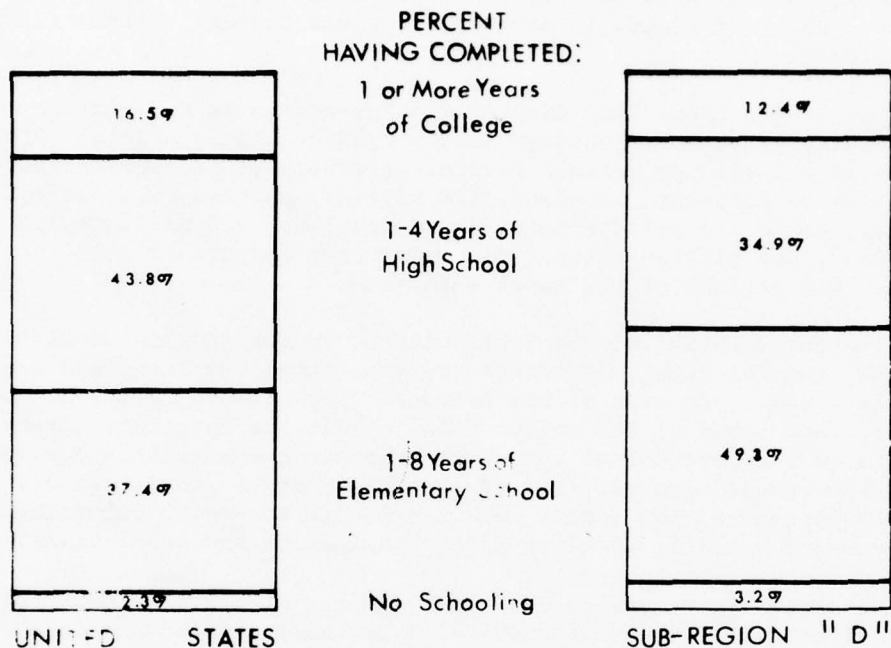 PERCENT
HAVING COMPLETED:
1 or More Years
of College
16.5%
12.4%
1-4 Years of
High School
43.8%
34.9%
1-8 Years of
Elementary School
37.4%
49.3%
No Schooling
2.3%
3.2%
UNITED STATES
SUB-REGION "D"